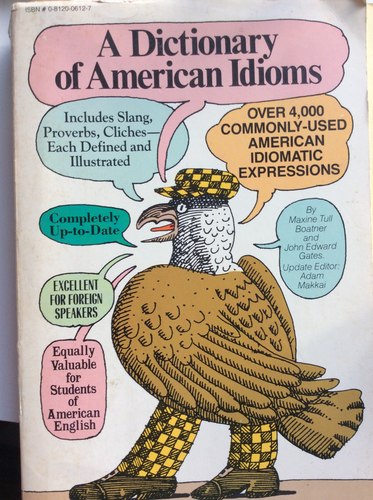 ISBN # 0-8120-0612-7
A Dictionary
of American Idioms
Includes Slang,
Proverbs, Cliches—
Each Defined and
Illustrated
OVER 4,000
COMMONLY-USED
AMERICAN
IDIOMATIC
EXPRESSIONS
Completely
Up-to-Date
By
Maxine Tull
Boatner
and
John Edward
Gates.
Update Editor:
Adam
Makkai
EXCELLENT
FOR FOREIGN
SPEAKERS
Equally
Valuable
for
Students
of
American
English